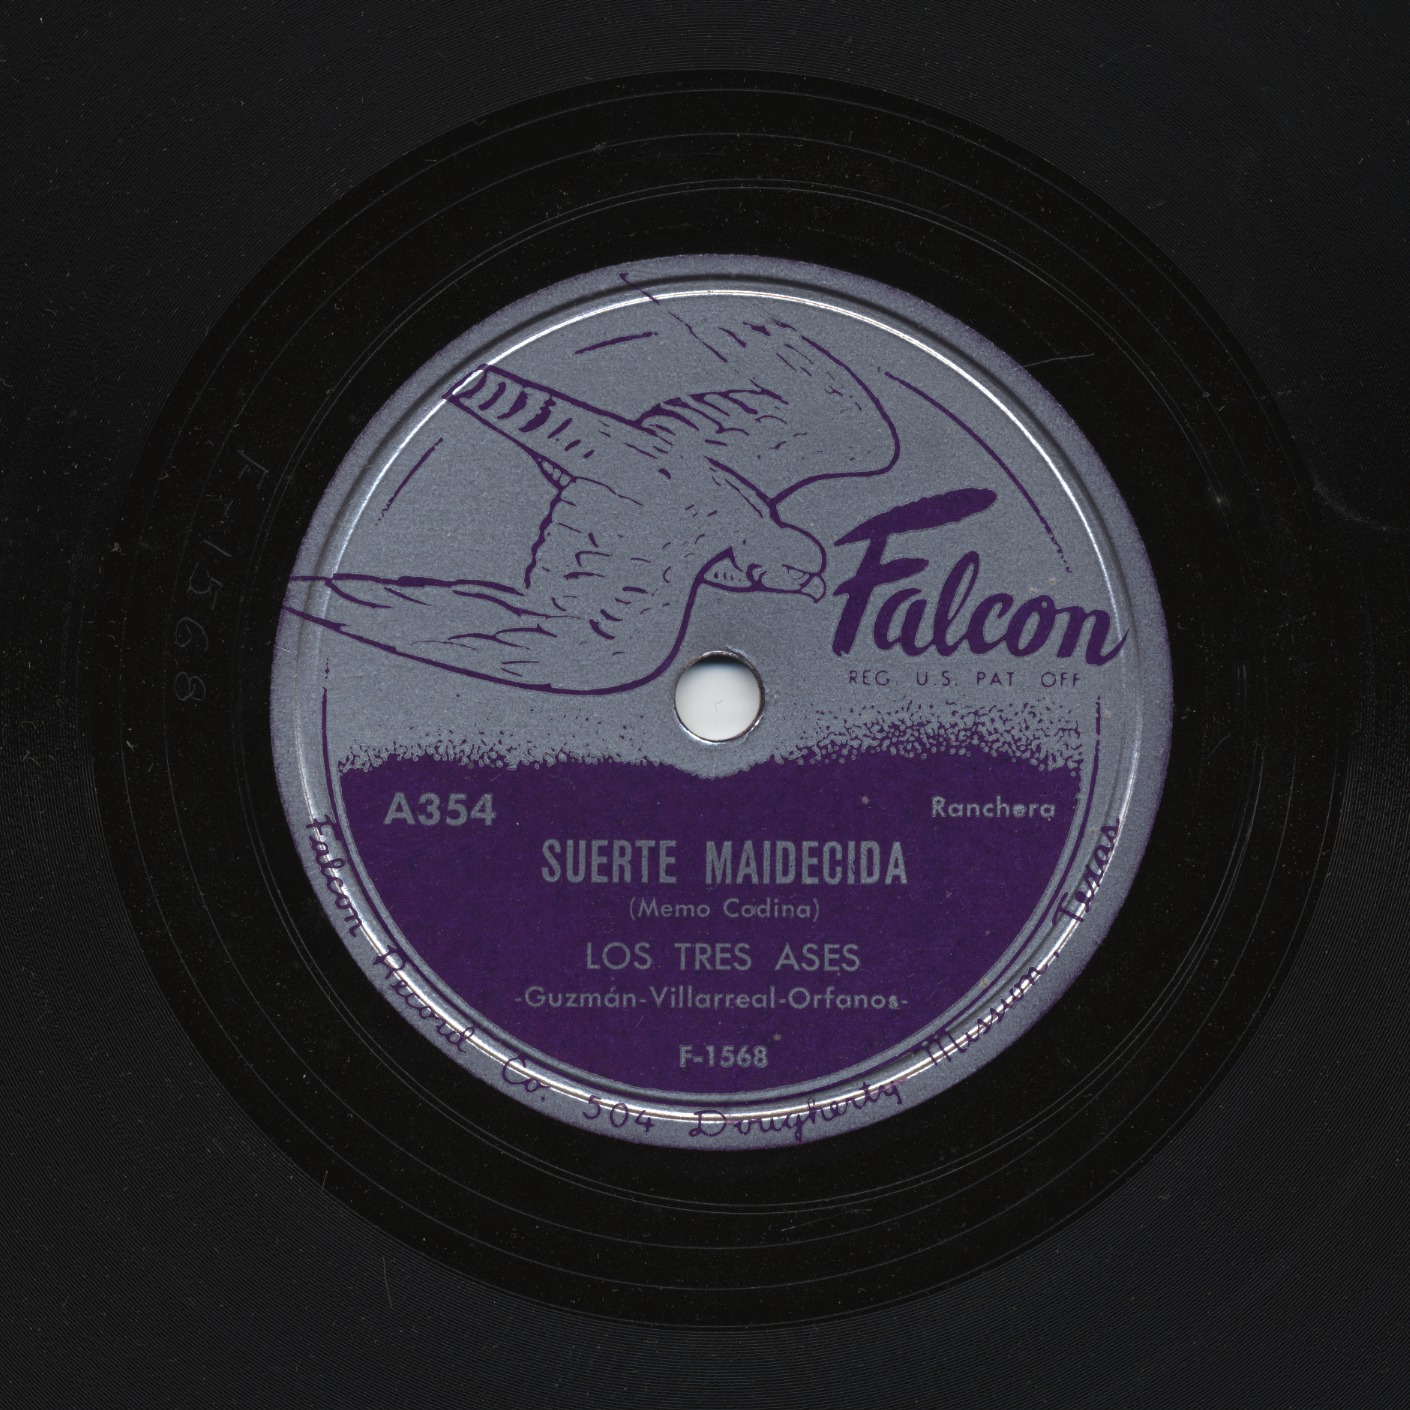 Falcon
REG. U.S. PAT. OFF
A354
Ranchera
SUERTE MAIDECIDA
(Memo Codina)
LOS TRES ASES
-Guzmán-Villarreal-Orfanos-
F-1568
Falcon Record Co. 504 Dougherty Mission, Texas
F-1568